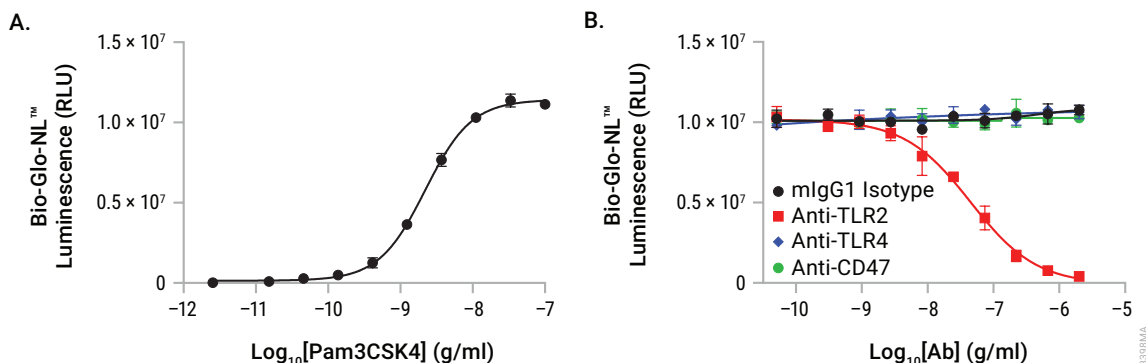 A.
1.5 × 10⁷
1.0 × 10⁷
0.5 × 10⁷
0
Bio-Glo-NL™
Luminescence (RLU)
−12 −11 −10 −9 −8 −7
Log₁₀[Pam3CSK4] (g/ml)
B.
1.5 × 10⁷
1.0 × 10⁷
0.5 × 10⁷
0
Bio-Glo-NL™
Luminescence (RLU)
mIgG1 Isotype
Anti-TLR2
Anti-TLR4
Anti-CD47
−10 −9 −8 −7 −6 −5
Log₁₀[Ab] (g/ml)